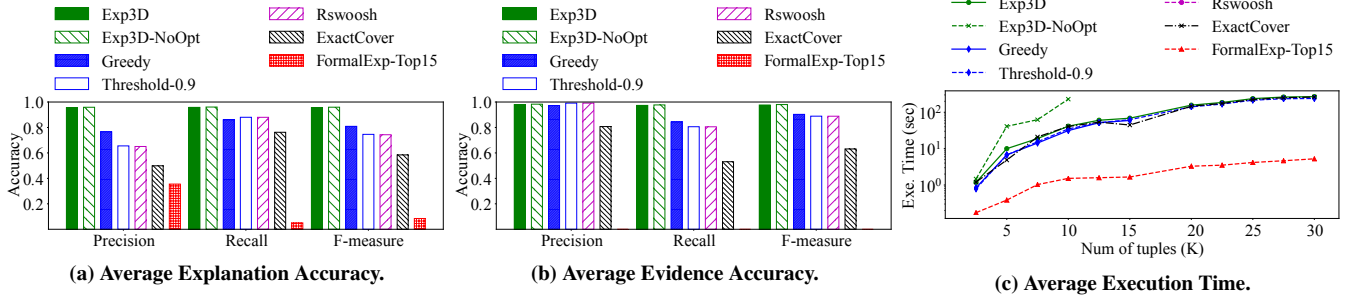 Exp3D
Rswoosh
Exp3D-NoOpt
ExactCover
Greedy
FormalExp-Top15
Threshold-0.9
1.0
0.8
0.6
0.4
0.2
Accuracy
Precision
Recall
F-measure
(a) Average Explanation Accuracy.
Exp3D
Rswoosh
Exp3D-NoOpt
ExactCover
Greedy
FormalExp-Top15
Threshold-0.9
1.0
0.8
0.6
0.4
0.2
Accuracy
Precision
Recall
F-measure
(b) Average Evidence Accuracy.
Exp3D
Rswoosh
Exp3D-NoOpt
ExactCover
Greedy
FormalExp-Top15
Threshold-0.9
10²
10¹
10⁰
Exe. Time (sec)
5 10 15 20 25 30
Num of tuples (K)
(c) Average Execution Time.